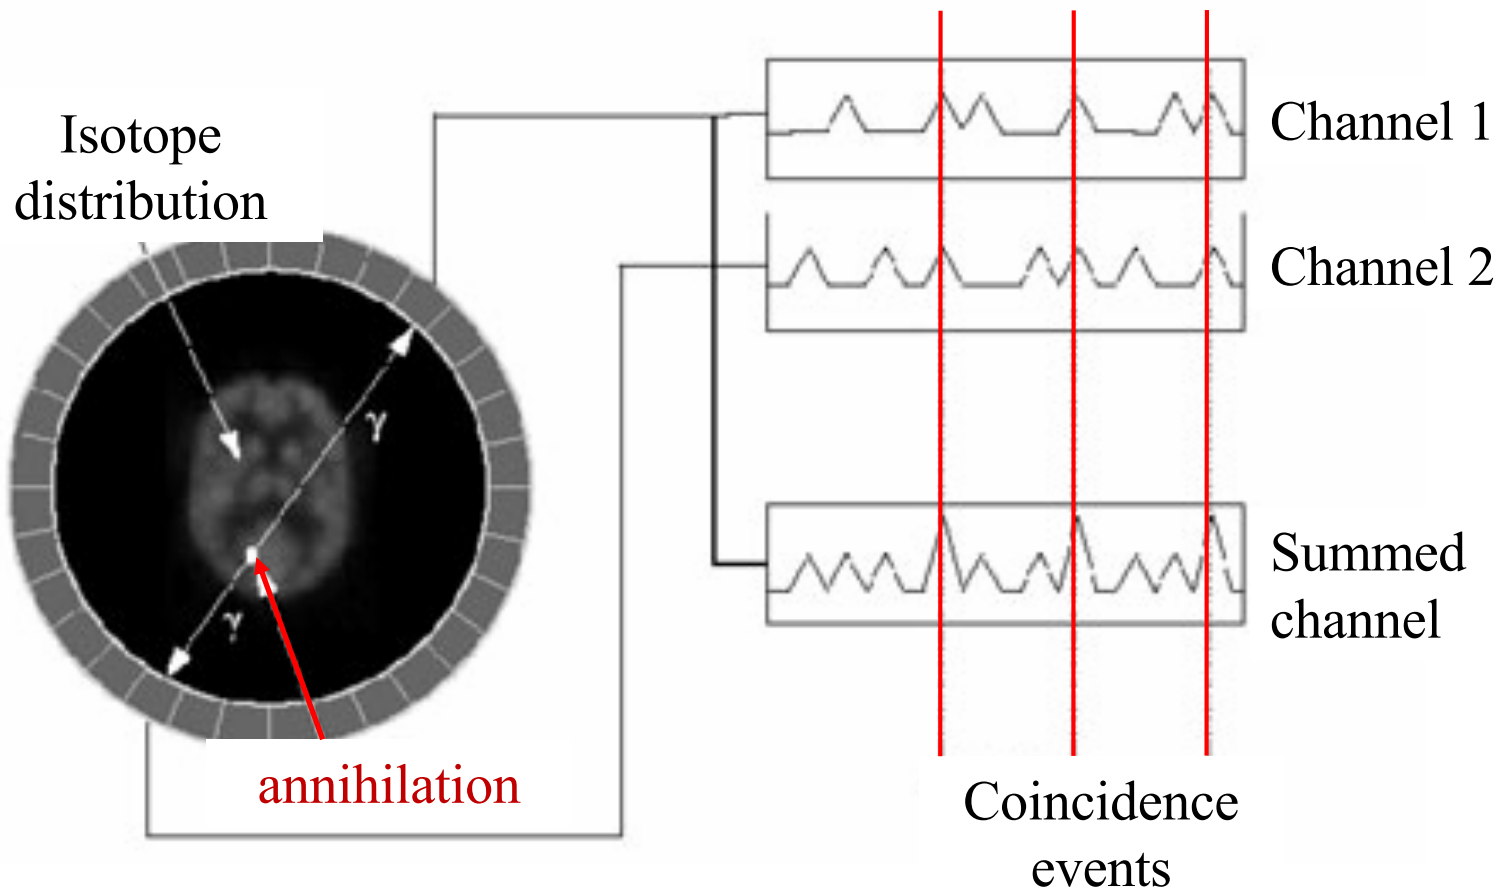 Isotope
distribution
γ
γ
annihilation
Channel 1
Channel 2
Summed
channel
Coincidence
events